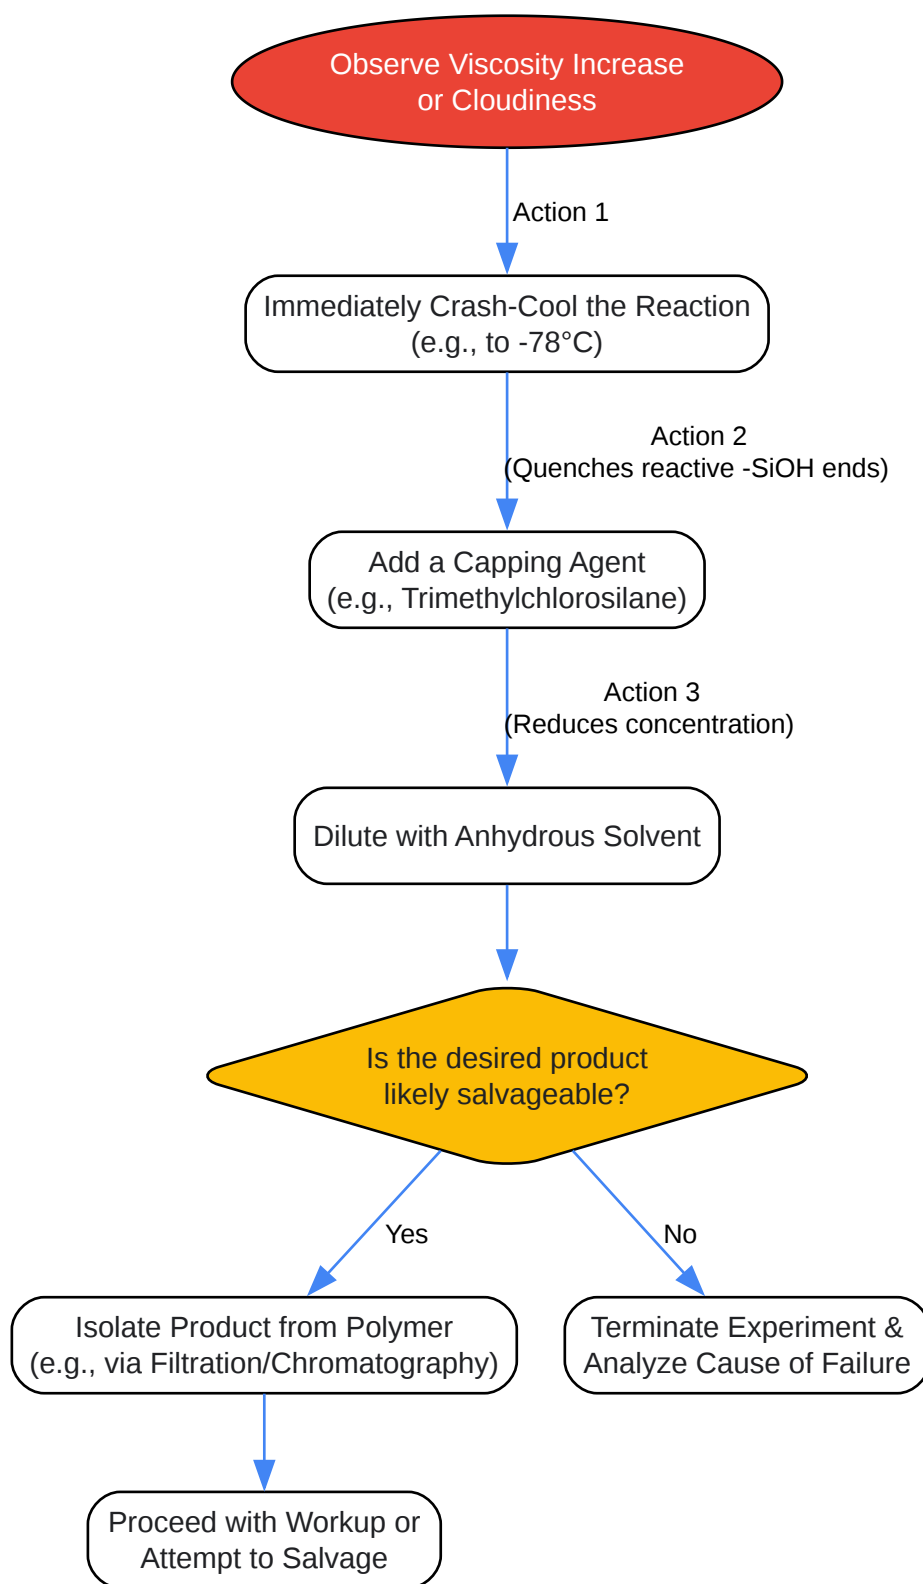 Observe Viscosity Increase
or Cloudiness
Action 1
Immediately Crash-Cool the Reaction
(e.g., to -78°C)
Action 2
(Quenches reactive -SiOH ends)
Add a Capping Agent
(e.g., Trimethylchlorosilane)
Action 3
(Reduces concentration)
Dilute with Anhydrous Solvent
Is the desired product
likely salvageable?
Yes
No
Isolate Product from Polymer
(e.g., via Filtration/Chromatography)
Terminate Experiment &
Analyze Cause of Failure
Proceed with Workup or
Attempt to Salvage